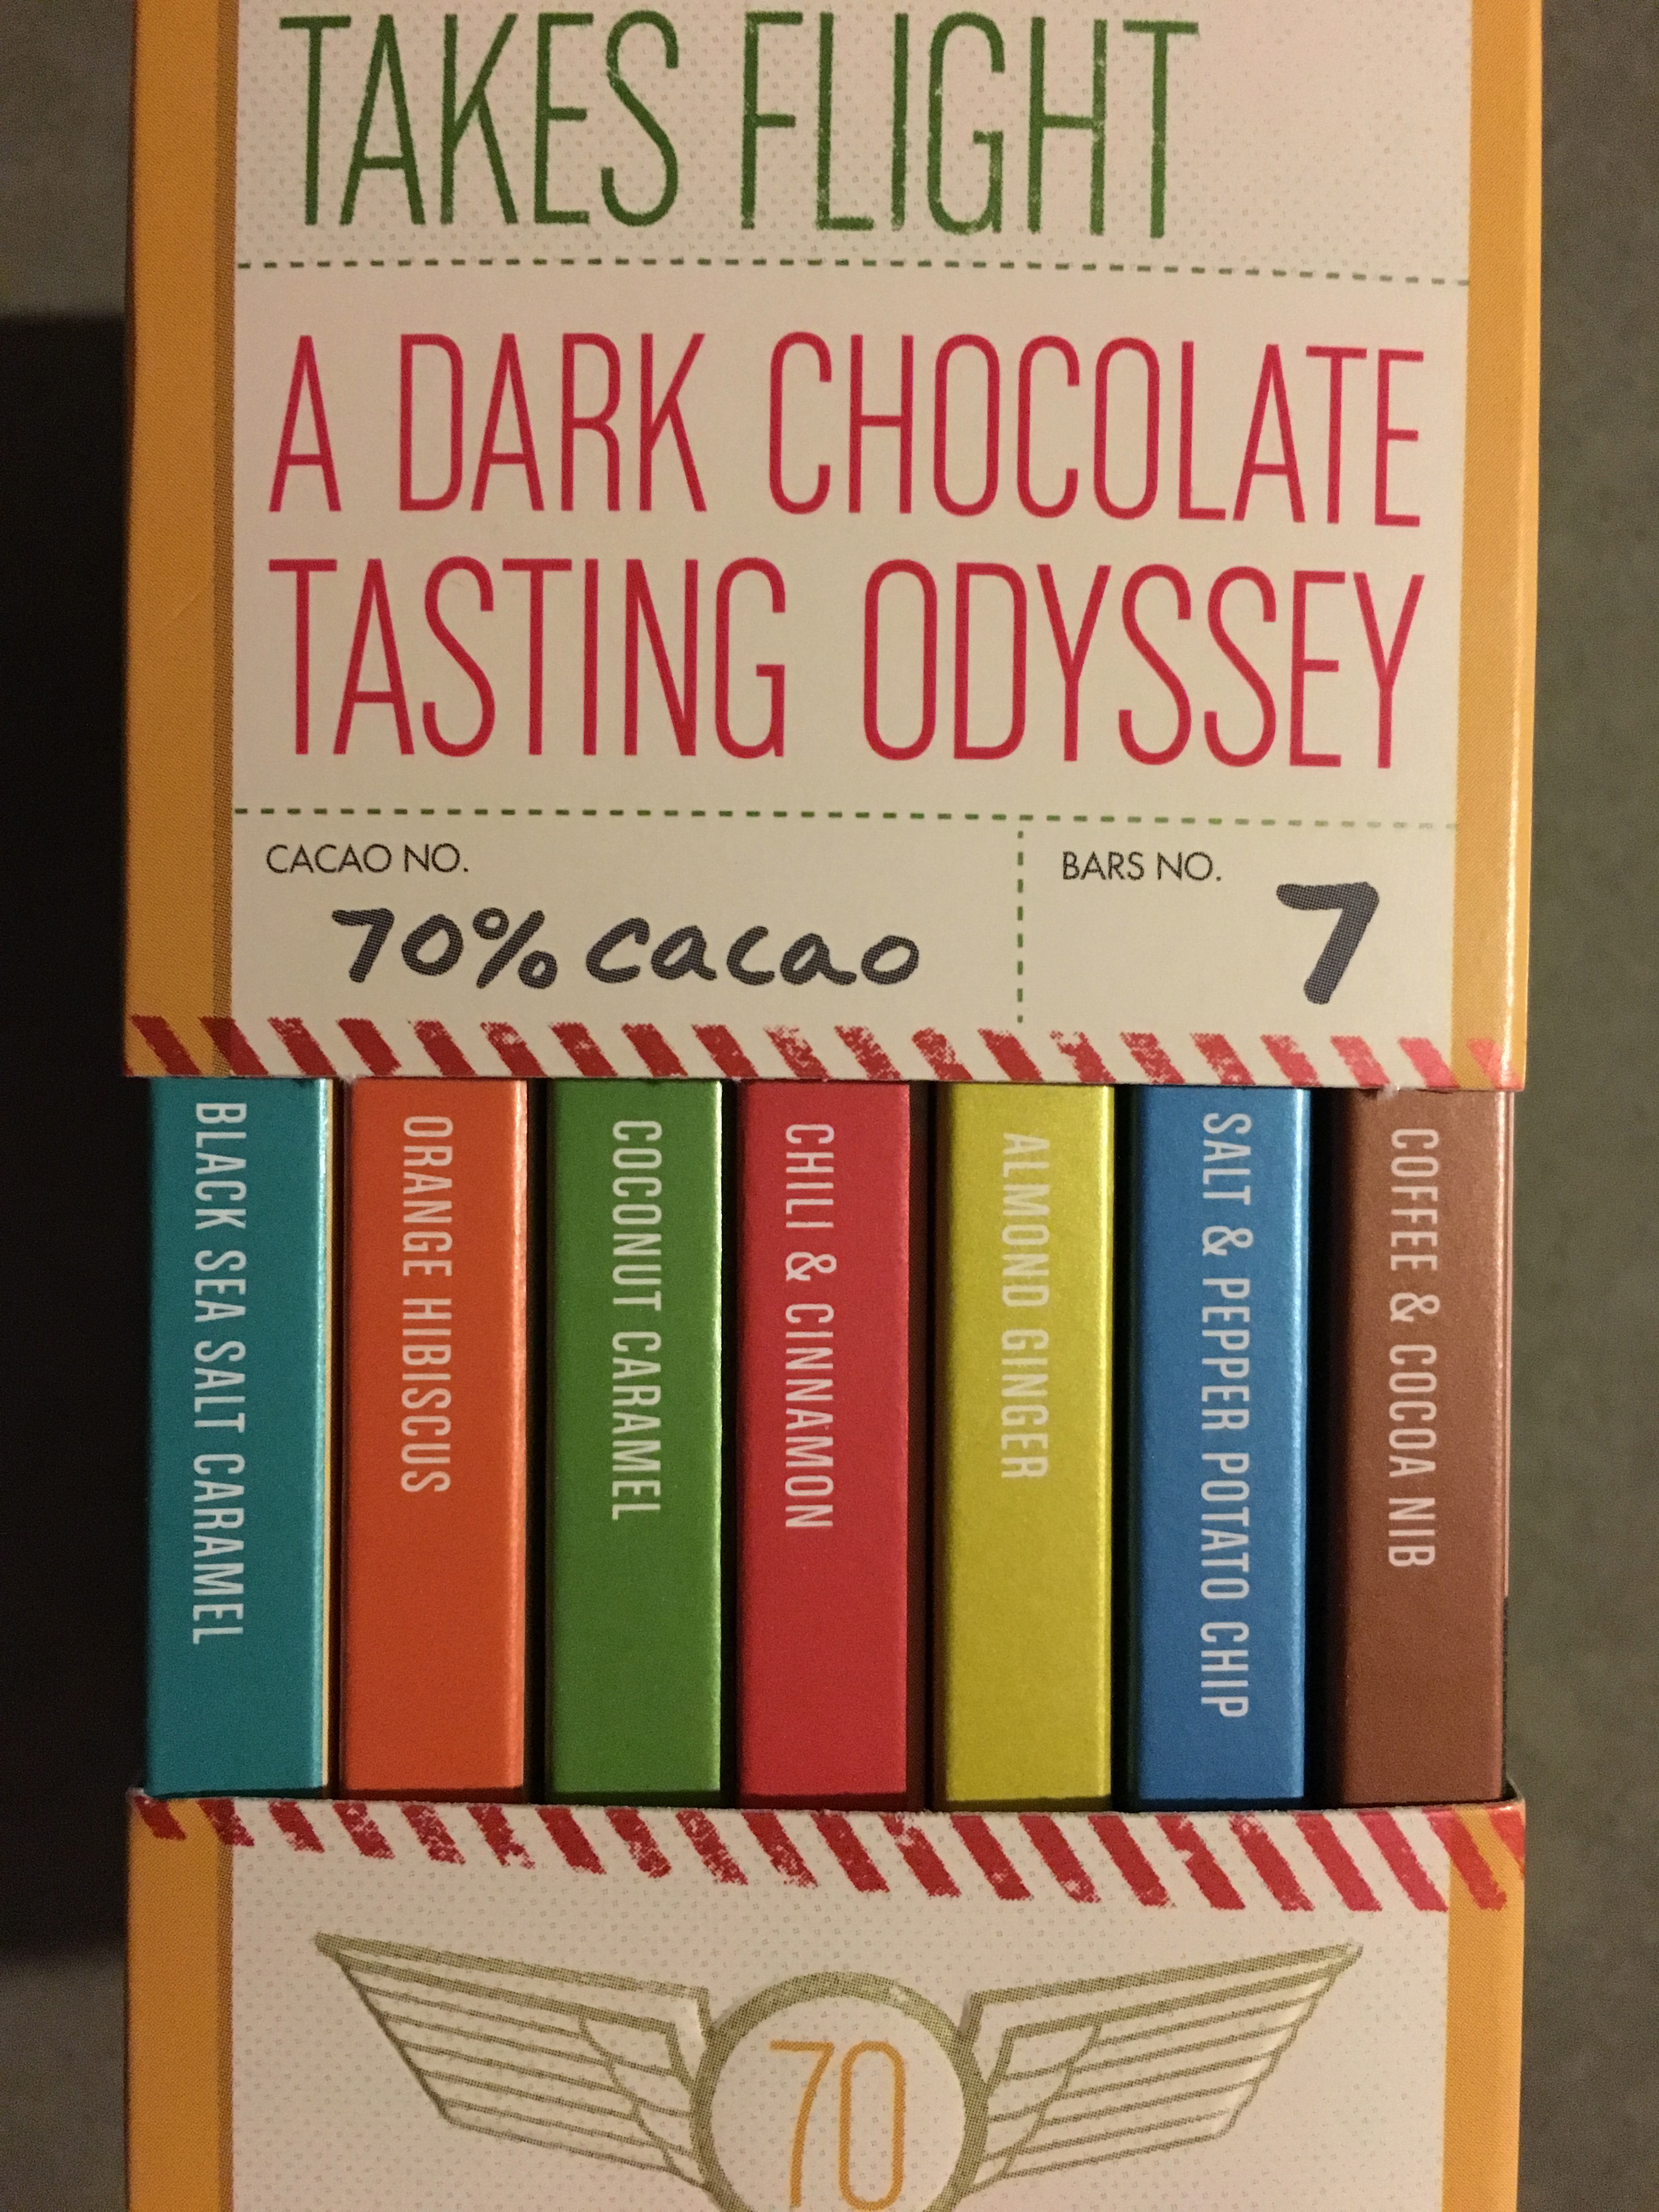 TAKES FLIGHT
A DARK CHOCOLATE
TASTING ODYSSEY
CACAO NO.
70% cacao
BARS NO.
7
BLACK SEA SALT CARAMEL
ORANGE HIBISCUS
COCONUT CARAMEL
CHILI & CINNAMON
ALMOND GINGER
SALT & PEPPER POTATO CHIP
COFFEE & COCOA NIB
70